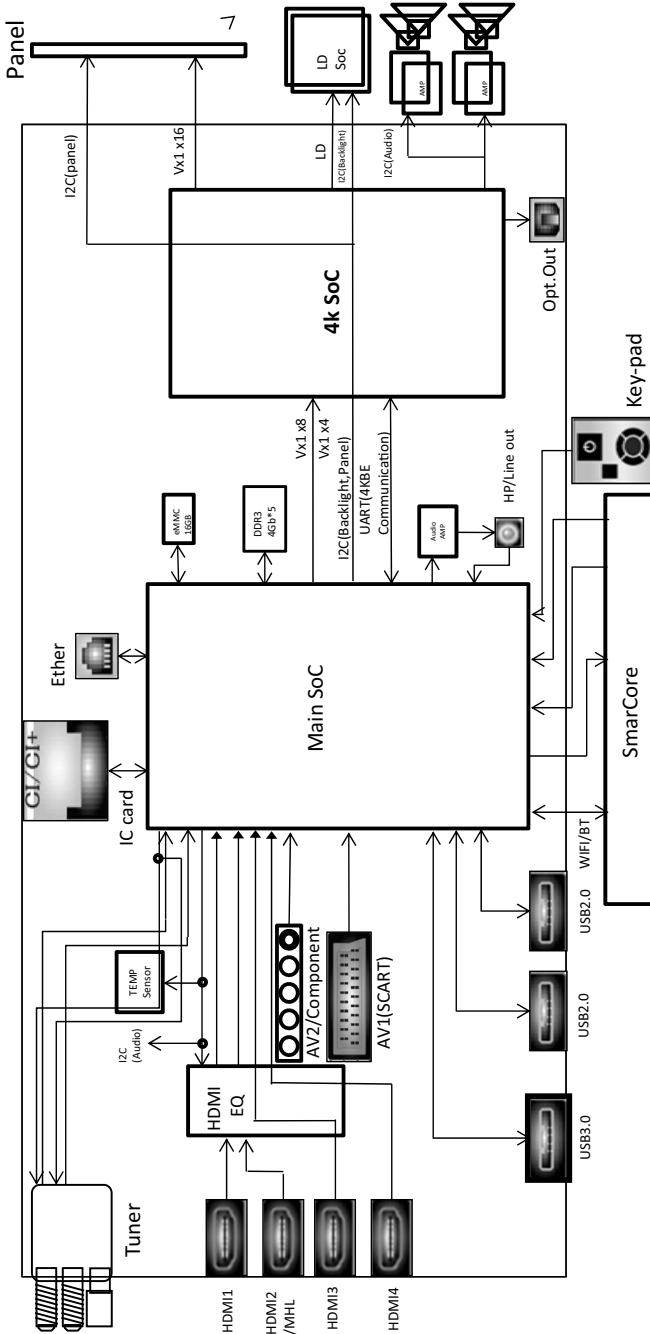 Panel
LD
Soc
AMP
AMP
I2C(panel)
Vx1 x16
LD
I2C(Backlight)
I2C(Audio)
4k SoC
Opt.Out
Vx1 x8
Vx1 x4
I2C(Backlight,Panel)
UART(4KBE
Communication)
Key-pad
eMMC
16GB
DDR3
4Gb*5
Audio
AMP
HP/Line out
Ether
Main SoC
CI/CI+
IC card
SmarCore
WIFI/BT
TEMP
Sensor
I2C
(Audio)
HDMI
EQ
AV2/Component
AV1(SCART)
USB2.0
USB2.0
USB3.0
Tuner
HDMI1
HDMI2
/MHL
HDMI3
HDMI4